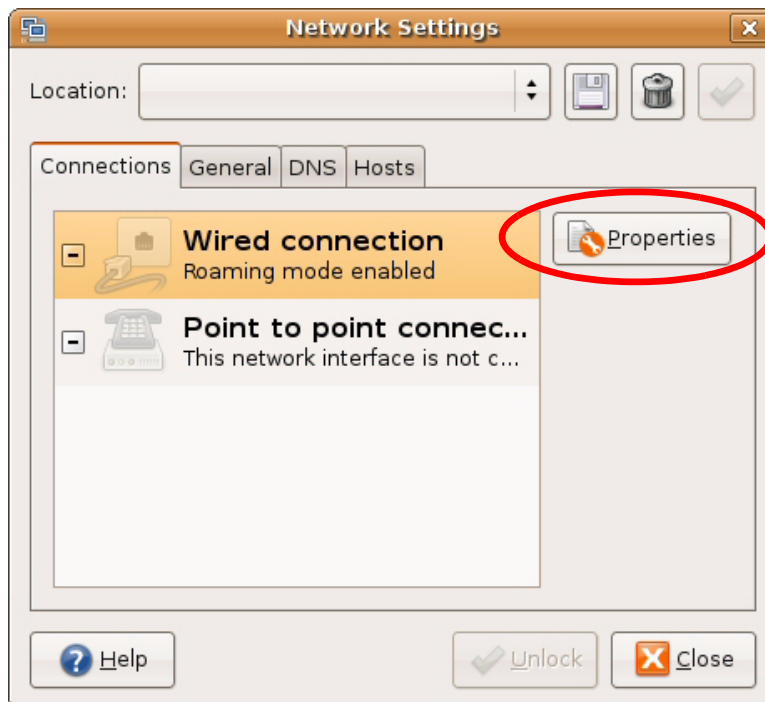 Network Settings
Location:
Connections General DNS Hosts
Wired connection
Roaming mode enabled
Properties
Point to point connec...
This network interface is not c...
Help Unlock Close